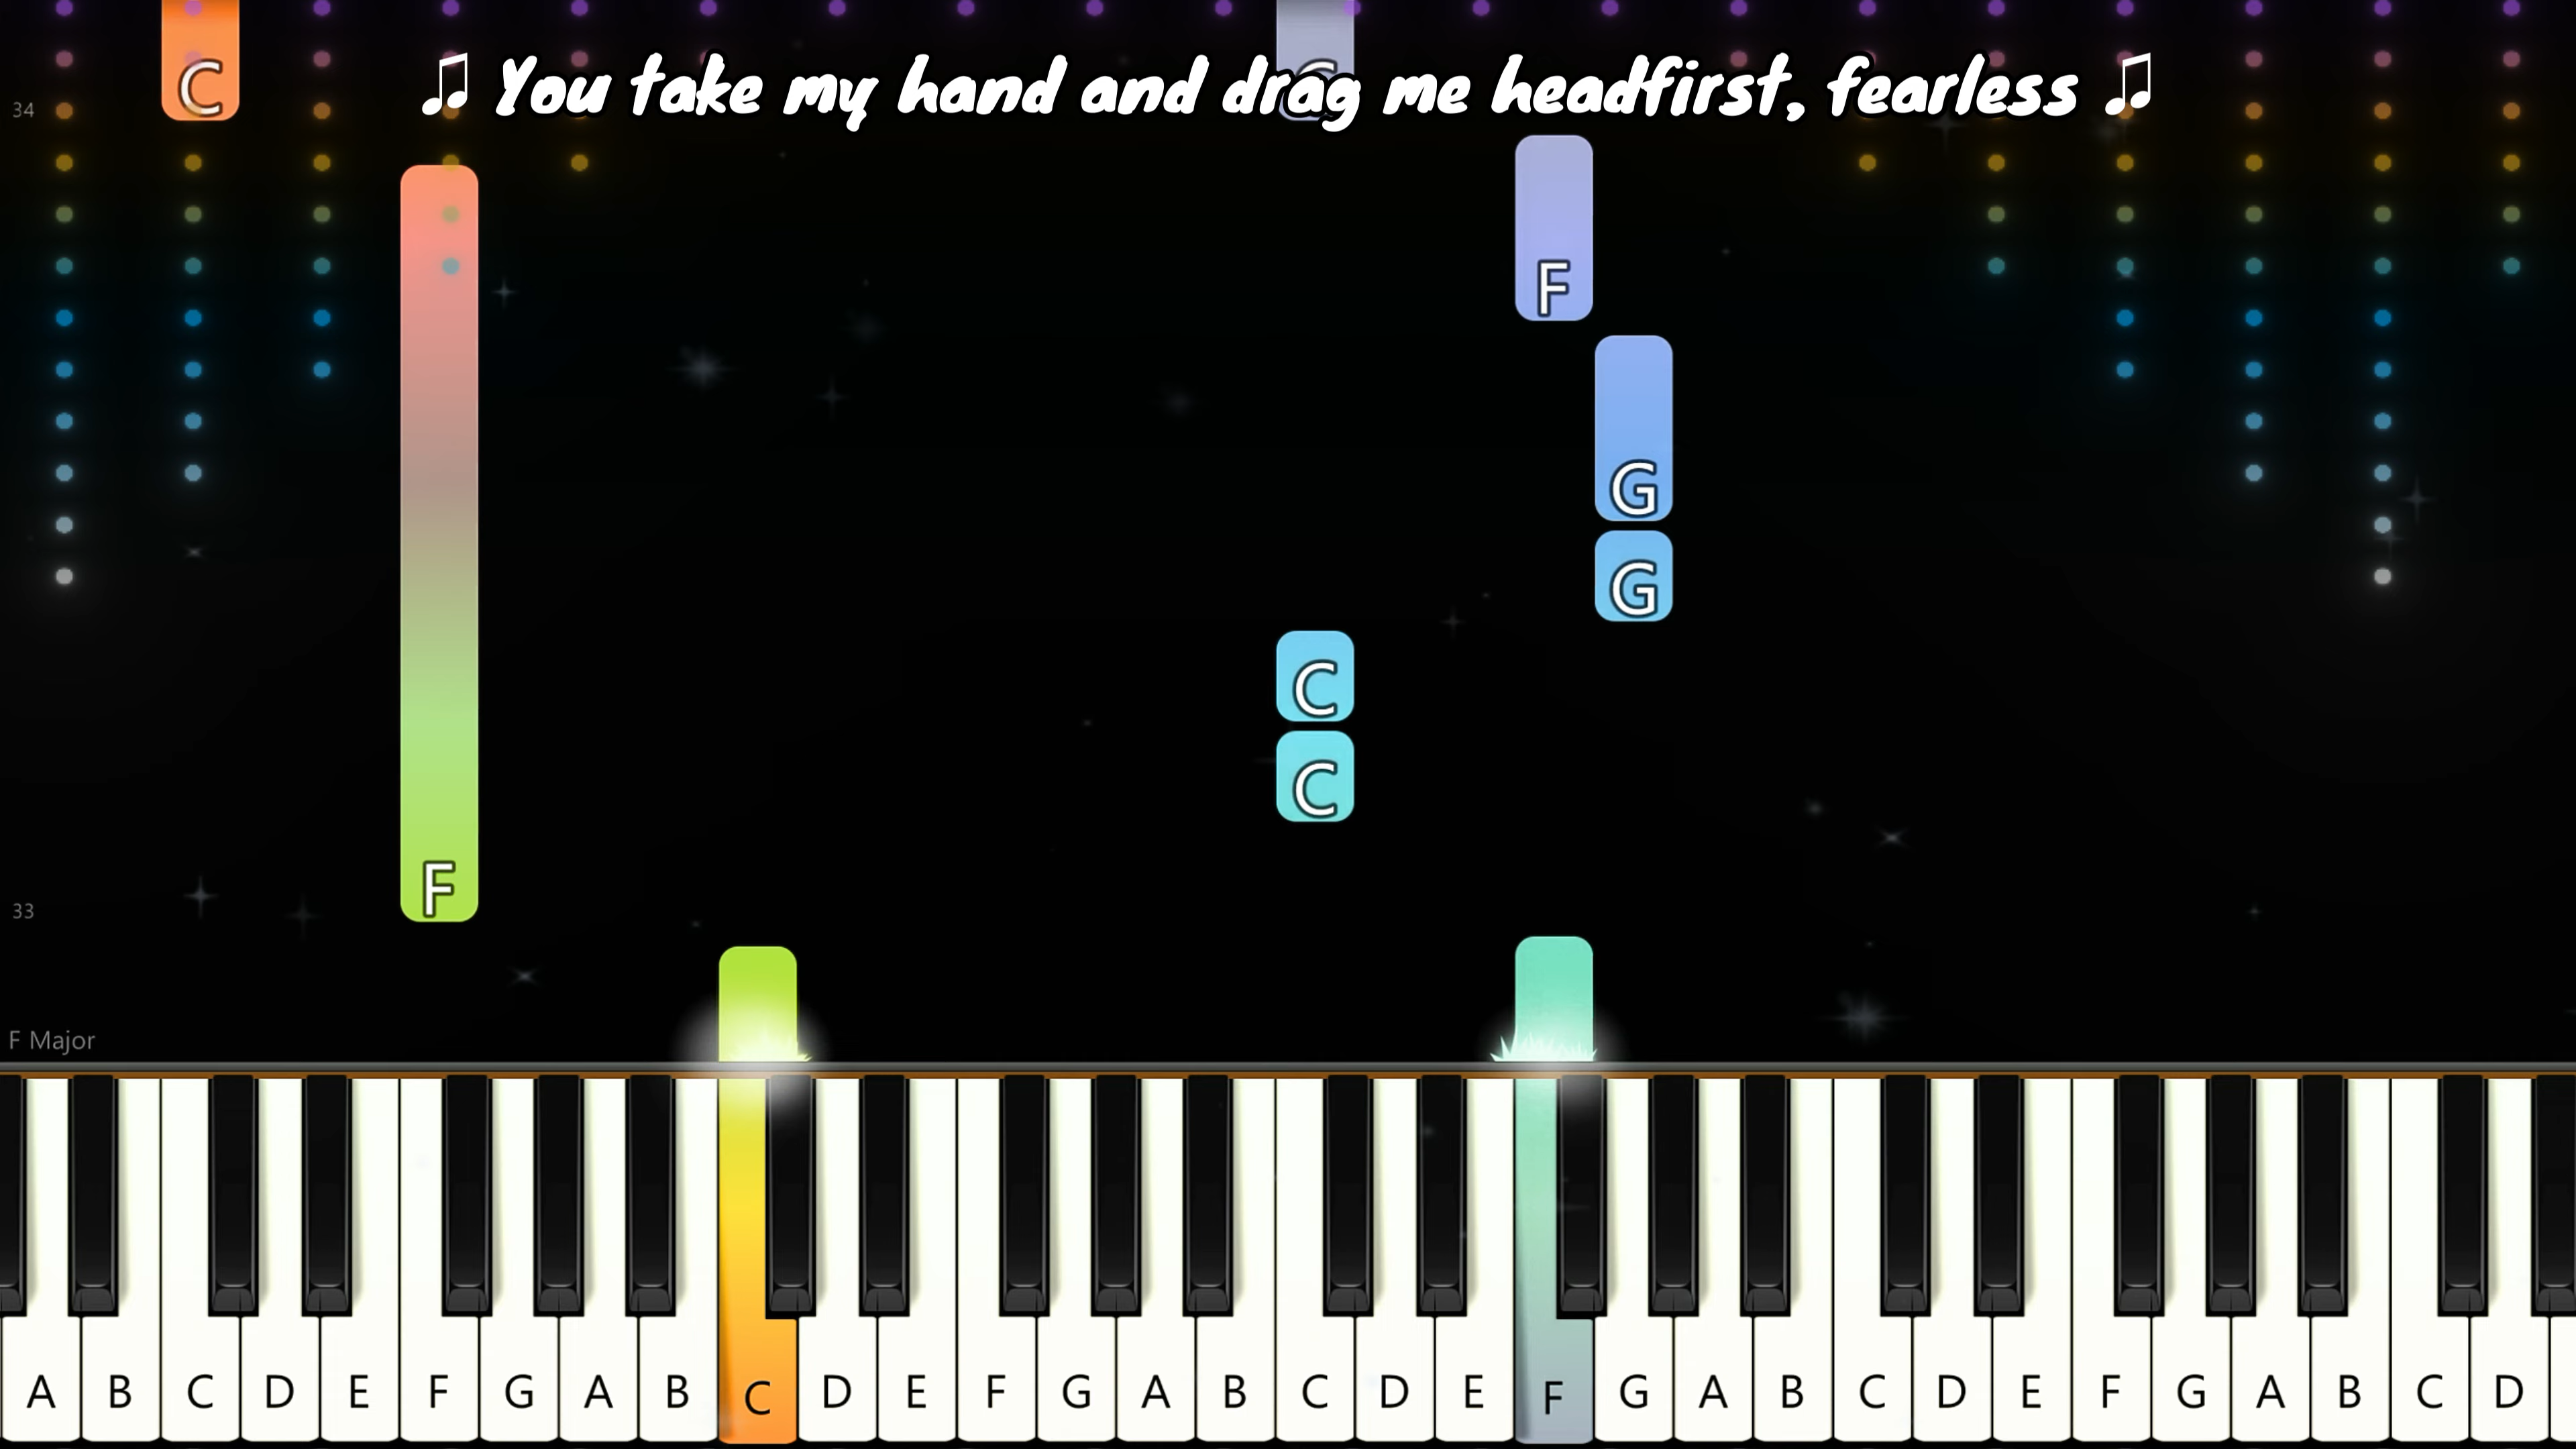 C
34
♫ You take my hand and drag me headfirst, fearless ♫
F
G
G
C
C
F
33
F Major
A B C D E F G A B C D E F G A B C D E F G A B C D E F G A B C D